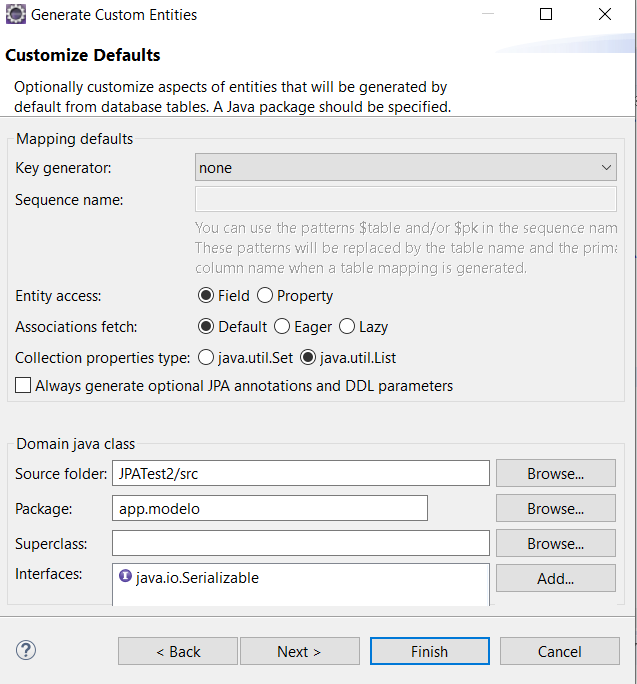 Generate Custom Entities
Customize Defaults
Optionally customize aspects of entities that will be generated by
default from database tables. A Java package should be specified.
Mapping defaults
Key generator: none
Sequence name:
You can use the patterns $table and/or $pk in the sequence nam
These patterns will be replaced by the table name and the prima
column name when a table mapping is generated.
Entity access: Field Property
Associations fetch: Default Eager Lazy
Collection properties type: java.util.Set java.util.List
Always generate optional JPA annotations and DDL parameters
Domain java class
Source folder: JPATest2/src Browse...
Package: app.modelo Browse...
Superclass: Browse...
Interfaces: java.io.Serializable Add...
? < Back Next > Finish Cancel